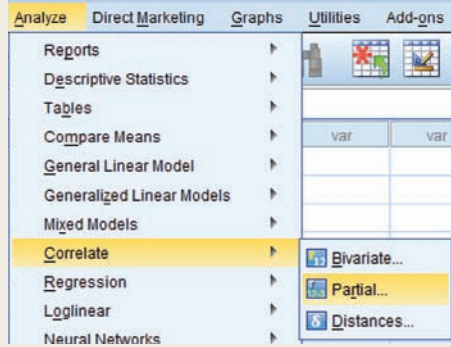 Analyze Direct Marketing Graphs Utilities Add-ons
Reports
Descriptive Statistics
Tables
Compare Means
var var
General Linear Model
Generalized Linear Models
Mixed Models
Correlate
Bivariate...
Regression
Partial...
Loglinear
Distances...
Neural Networks